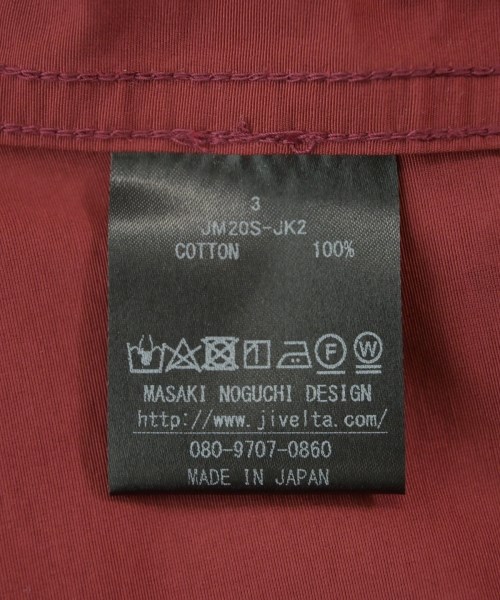 3
JM20S-JK2
COTTON 100%
F W
MASAKI NOGUCHI DESIGN
http://www.jivelta.com/
080-9707-0860
MADE IN JAPAN